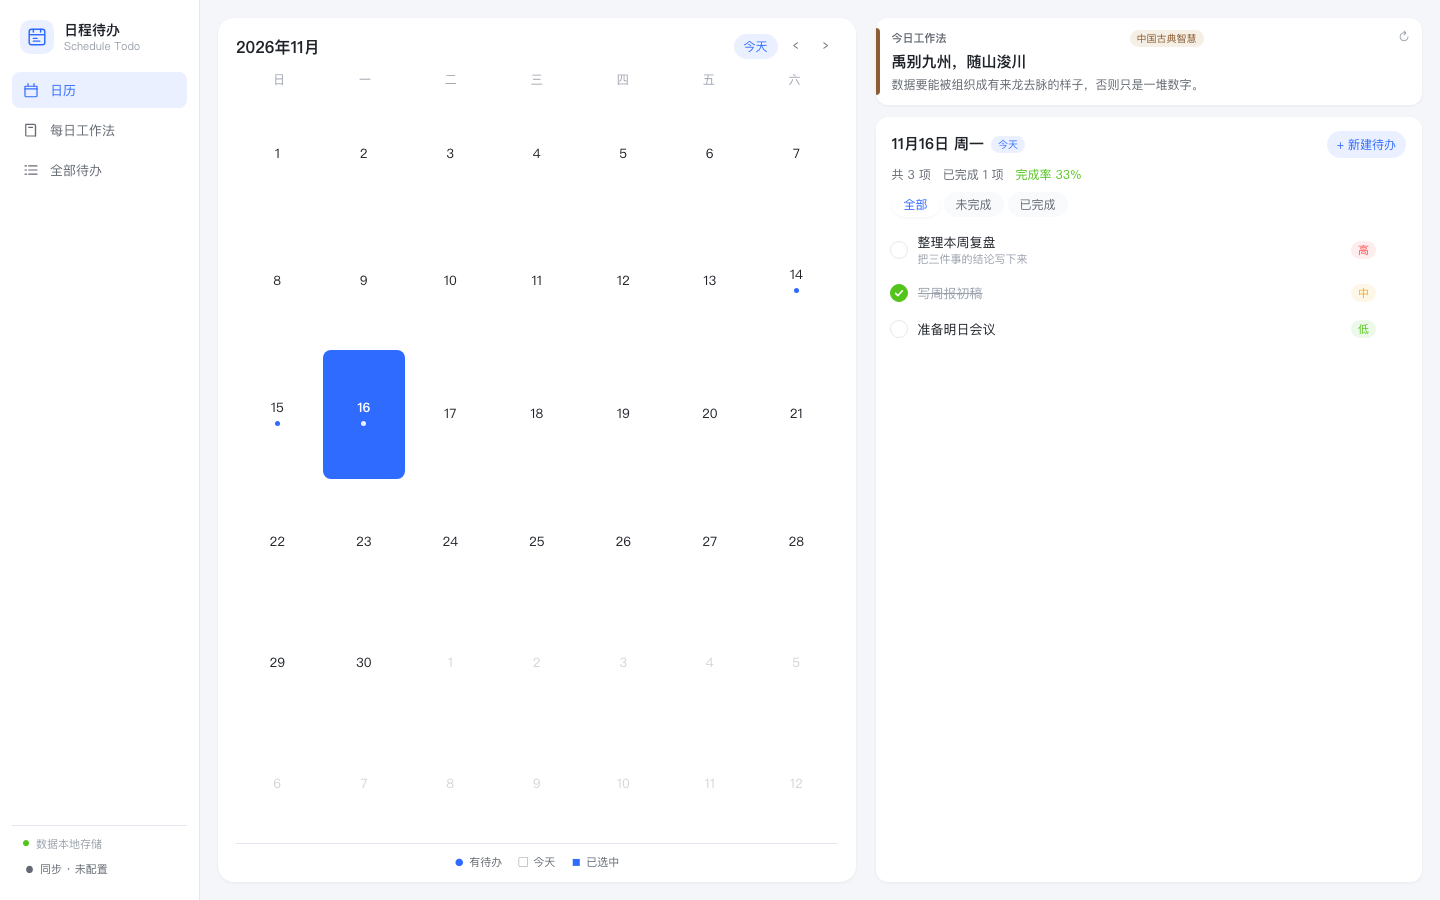 日程待办
Schedule Todo
日历
每日工作法
全部待办
数据本地存储
同步 · 未配置
2026年11月
今天 < >
日 一 二 三 四 五 六
1 2 3 4 5 6 7
8 9 10 11 12 13 14
15 16 17 18 19 20 21
22 23 24 25 26 27 28
29 30 1 2 3 4 5
6 7 8 9 10 11 12
有待办 今天 已选中
今日工作法 中国古典智慧
禹别九州，随山浚川
数据要能被组织成有来龙去脉的样子，否则只是一堆数字。
11月16日 周一 今天 + 新建待办
共 3 项 已完成 1 项 完成率 33%
全部 未完成 已完成
整理本周复盘 高
把三件事的结论写下来
写周报初稿 中
准备明日会议 低